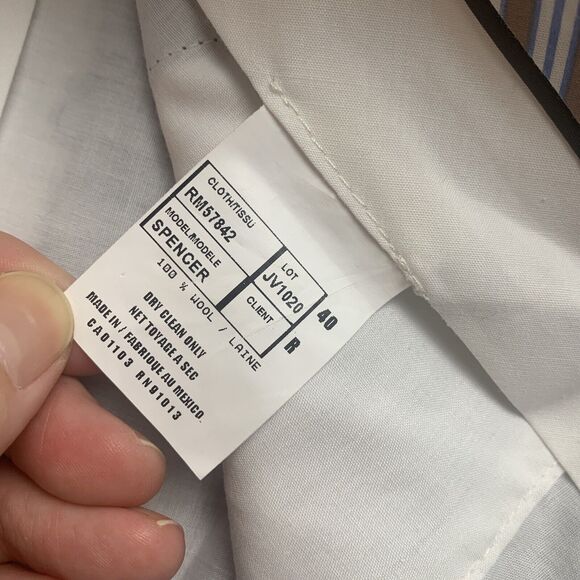 CLOTH/TISSU
RM57842
LOT
JV1020
40
MODEL/MODELE
SPENCER
CLIENT
R
100 % WOOL / LAINE
DRY CLEAN ONLY
NETTOYAGE A SEC
MADE IN / FABRIQUE AU MEXICO
CA01103 RN91013